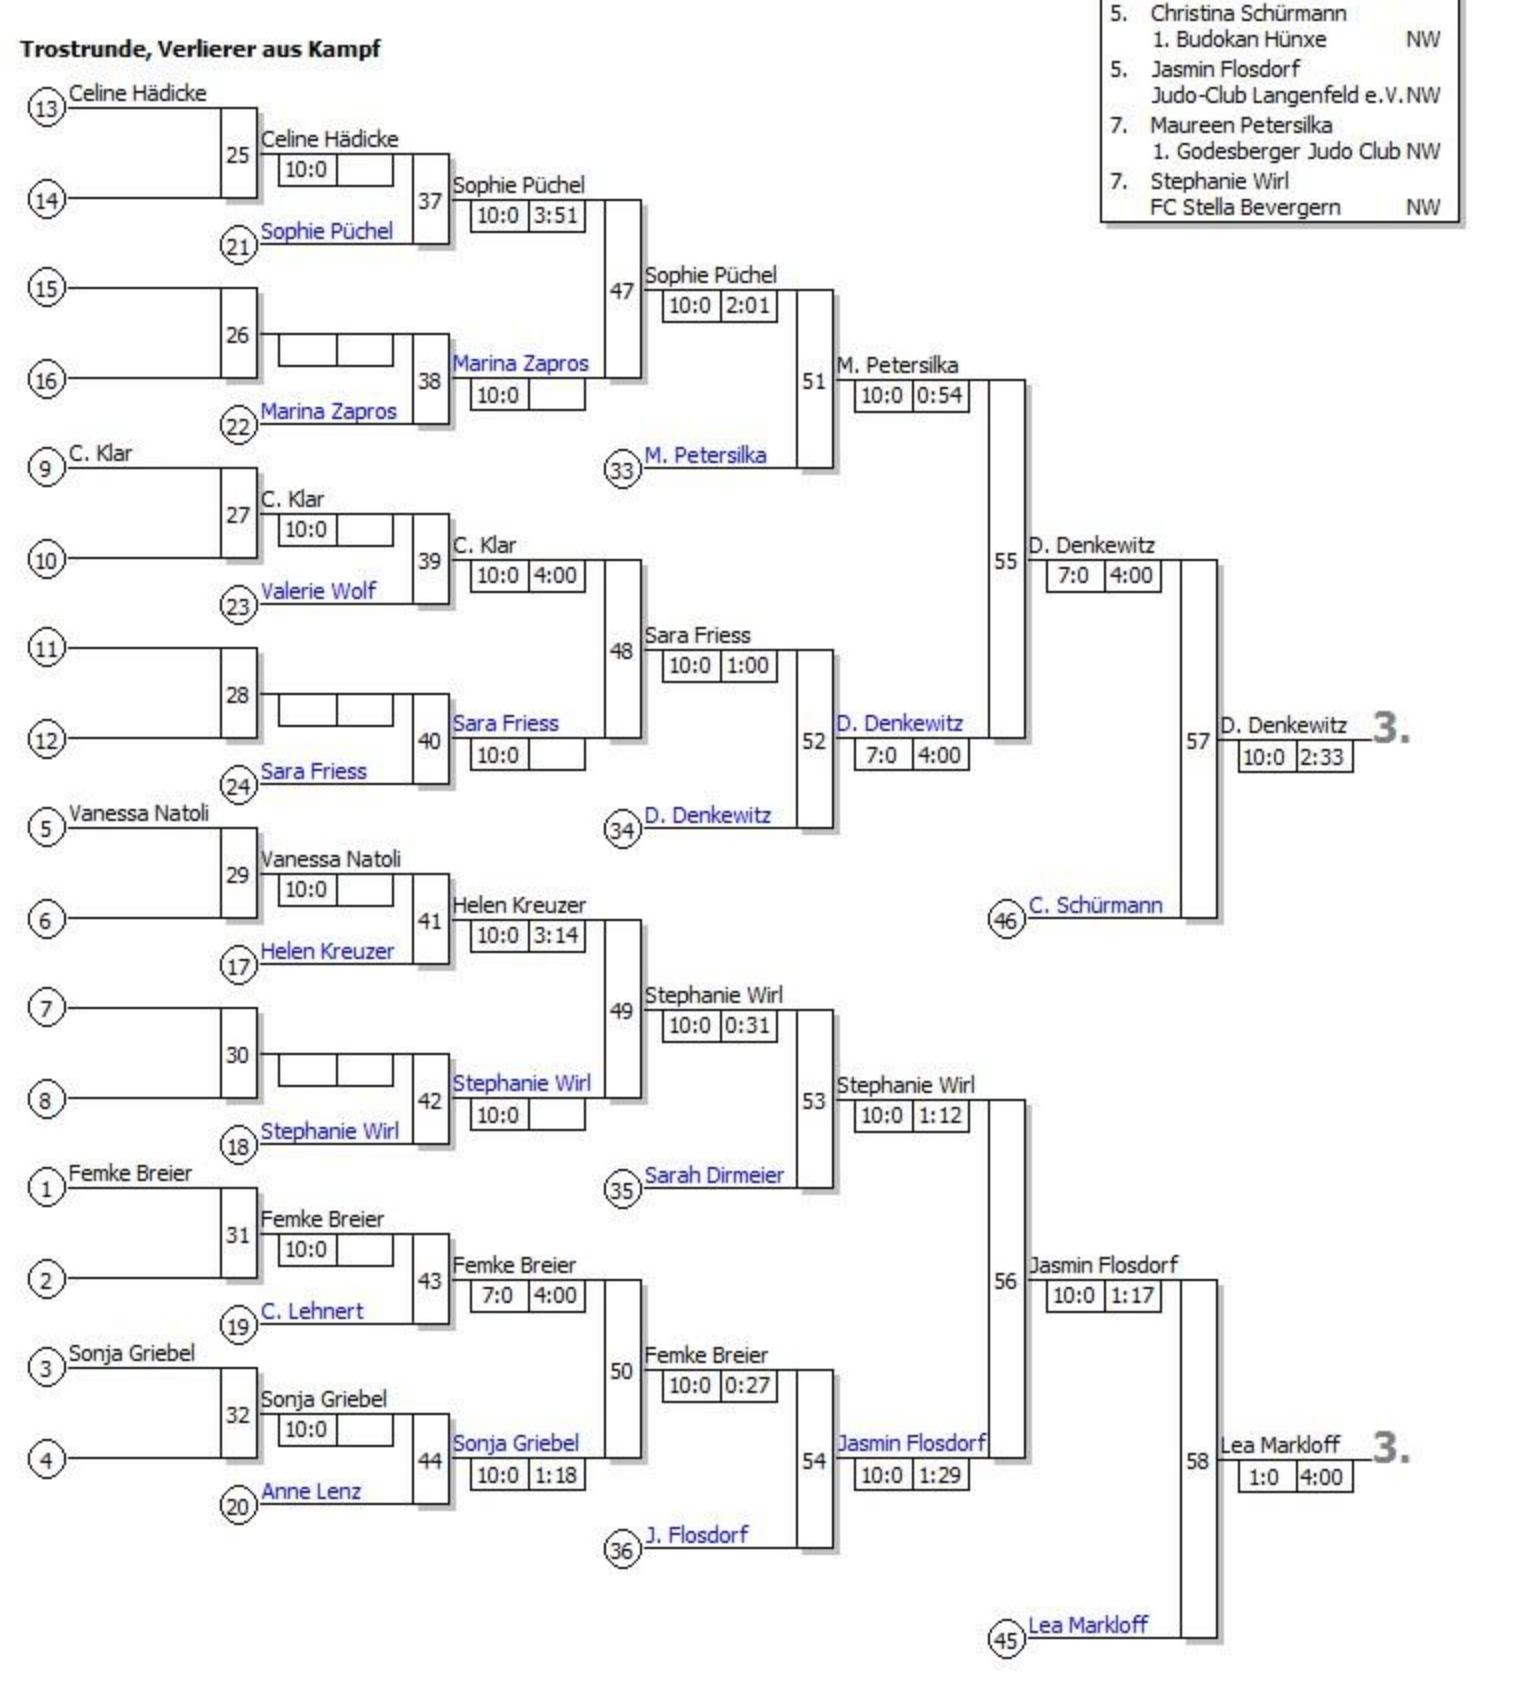 5. Christina Schürmann
1. Budokan Hünxe NW
5. Jasmin Flosdorf
Judo-Club Langenfeld e.V. NW
7. Maureen Petersilka
1. Godesberger Judo Club NW
7. Stephanie Wirl
FC Stella Bevergern NW
Trostrunde, Verlierer aus Kampf
13 Celine Hädicke
25
Celine Hädicke
10:0
14
37
Sophie Püchel
10:0 3:51
21 Sophie Püchel
15
47
Sophie Püchel
10:0 2:01
26
16
38
Marina Zapros
10:0
22 Marina Zapros
51
M. Petersilka
10:0 0:54
33 M. Petersilka
9 C. Klar
27
C. Klar
10:0
10
39
C. Klar
10:0 4:00
23 Valerie Wolf
55
D. Denkewitz
7:0 4:00
11
48
Sara Friess
10:0 1:00
28
12
40
Sara Friess
10:0
24 Sara Friess
52
D. Denkewitz
7:0 4:00
34 D. Denkewitz
57
D. Denkewitz 3.
10:0 2:33
46 C. Schürmann
5 Vanessa Natoli
29
Vanessa Natoli
10:0
6
41
Helen Kreuzer
10:0 3:14
17 Helen Kreuzer
7
49
Stephanie Wirl
10:0 0:31
30
8
42
Stephanie Wirl
10:0
18 Stephanie Wirl
53
Stephanie Wirl
10:0 1:12
35 Sarah Dirmeier
1 Femke Breier
31
Femke Breier
10:0
2
43
Femke Breier
7:0 4:00
19 C. Lehnert
56
Jasmin Flosdorf
10:0 1:17
3 Sonja Griebel
50
Femke Breier
10:0 0:27
32
Sonja Griebel
10:0
4
44
Sonja Griebel
10:0 1:18
20 Anne Lenz
54
Jasmin Flosdorf
10:0 1:29
36 J. Flosdorf
58
Lea Markloff 3.
1:0 4:00
45 Lea Markloff